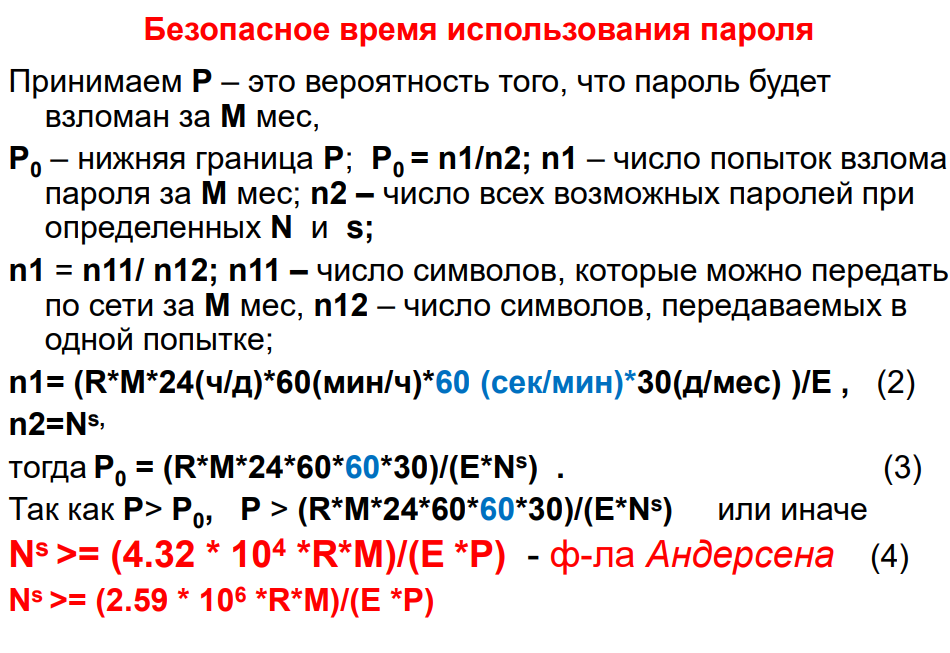 Безопасное время использования пароля
Принимаем P – это вероятность того, что пароль будет
взломан за M мес,
P₀ – нижняя граница P;  P₀ = n1/n2; n1 – число попыток взлома
пароля за M мес; n2 – число всех возможных паролей при
определенных N и s;
n1 = n11/ n12; n11 – число символов, которые можно передать
по сети за M мес, n12 – число символов, передаваемых в
одной попытке;
n1= (R*M*24(ч/д)*60(мин/ч)*60 (сек/мин)*30(д/мес) )/E , (2)
n2=Nˢ,
тогда P₀ = (R*M*24*60*60*30)/(E*Nˢ) . (3)
Так как P> P₀, P > (R*M*24*60*60*30)/(E*Nˢ) или иначе
Nˢ >= (4.32 * 10⁴ *R*M)/(E *P) - ф-ла Андерсена (4)
Nˢ >= (2.59 * 10⁶ *R*M)/(E *P)